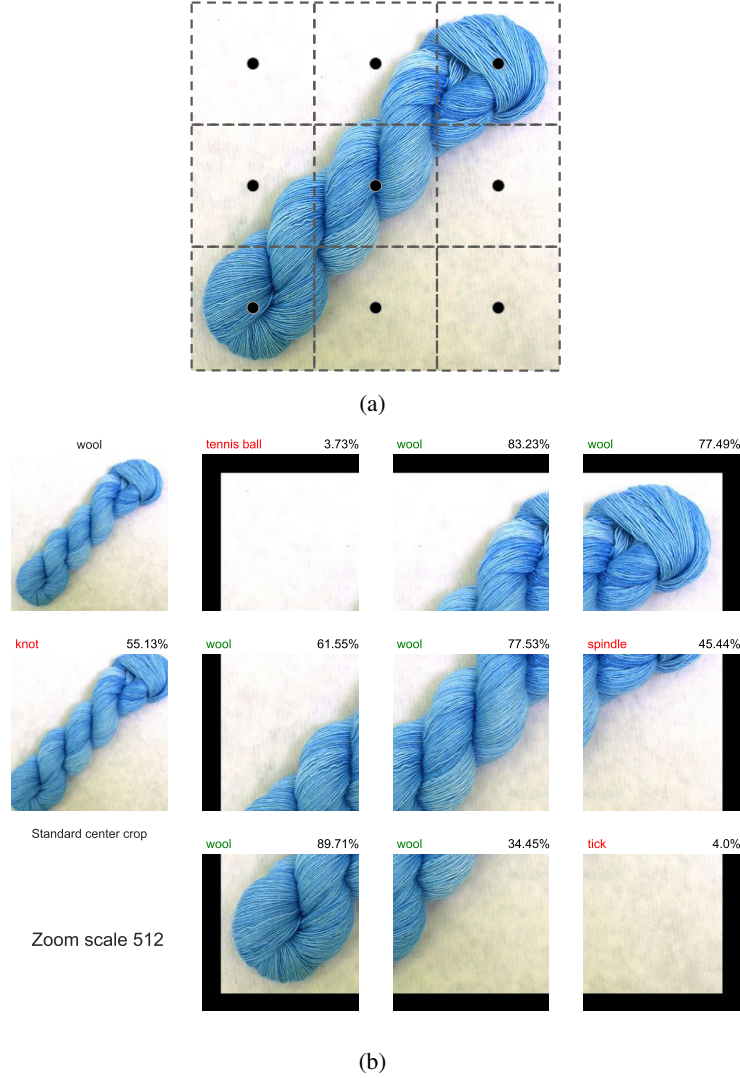 (a)
wool
tennis ball 3.73%
wool 83.23%
wool 77.49%
knot 55.13%
wool 61.55%
wool 77.53%
spindle 45.44%
Standard center crop
wool 89.71%
wool 34.45%
tick 4.0%
Zoom scale 512
(b)